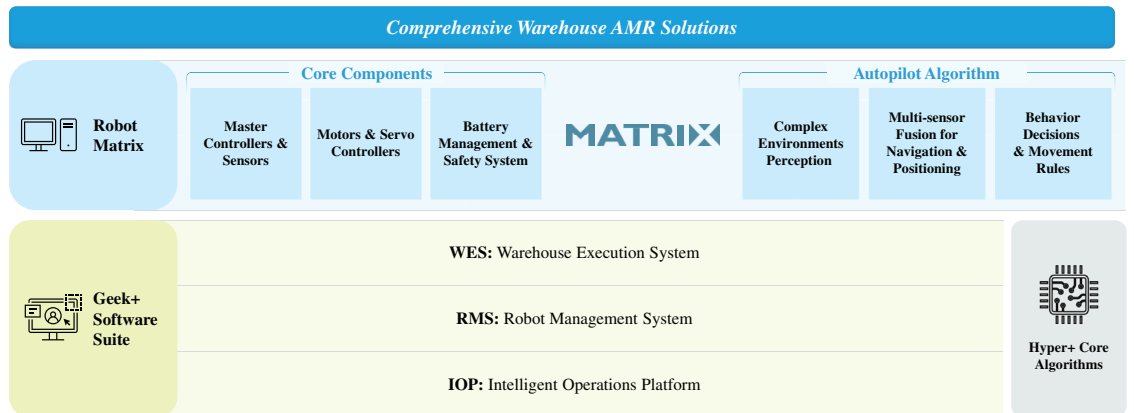 Comprehensive Warehouse AMR Solutions
Robot
Matrix
Core Components
Master
Controllers &
Sensors
Motors & Servo
Controllers
Battery
Management &
Safety System
MATRIX
Autopilot Algorithm
Complex
Environments
Perception
Multi-sensor
Fusion for
Navigation &
Positioning
Behavior
Decisions
& Movement
Rules
Geek+
Software
Suite
WES: Warehouse Execution System
RMS: Robot Management System
IOP: Intelligent Operations Platform
Hyper+ Core
Algorithms